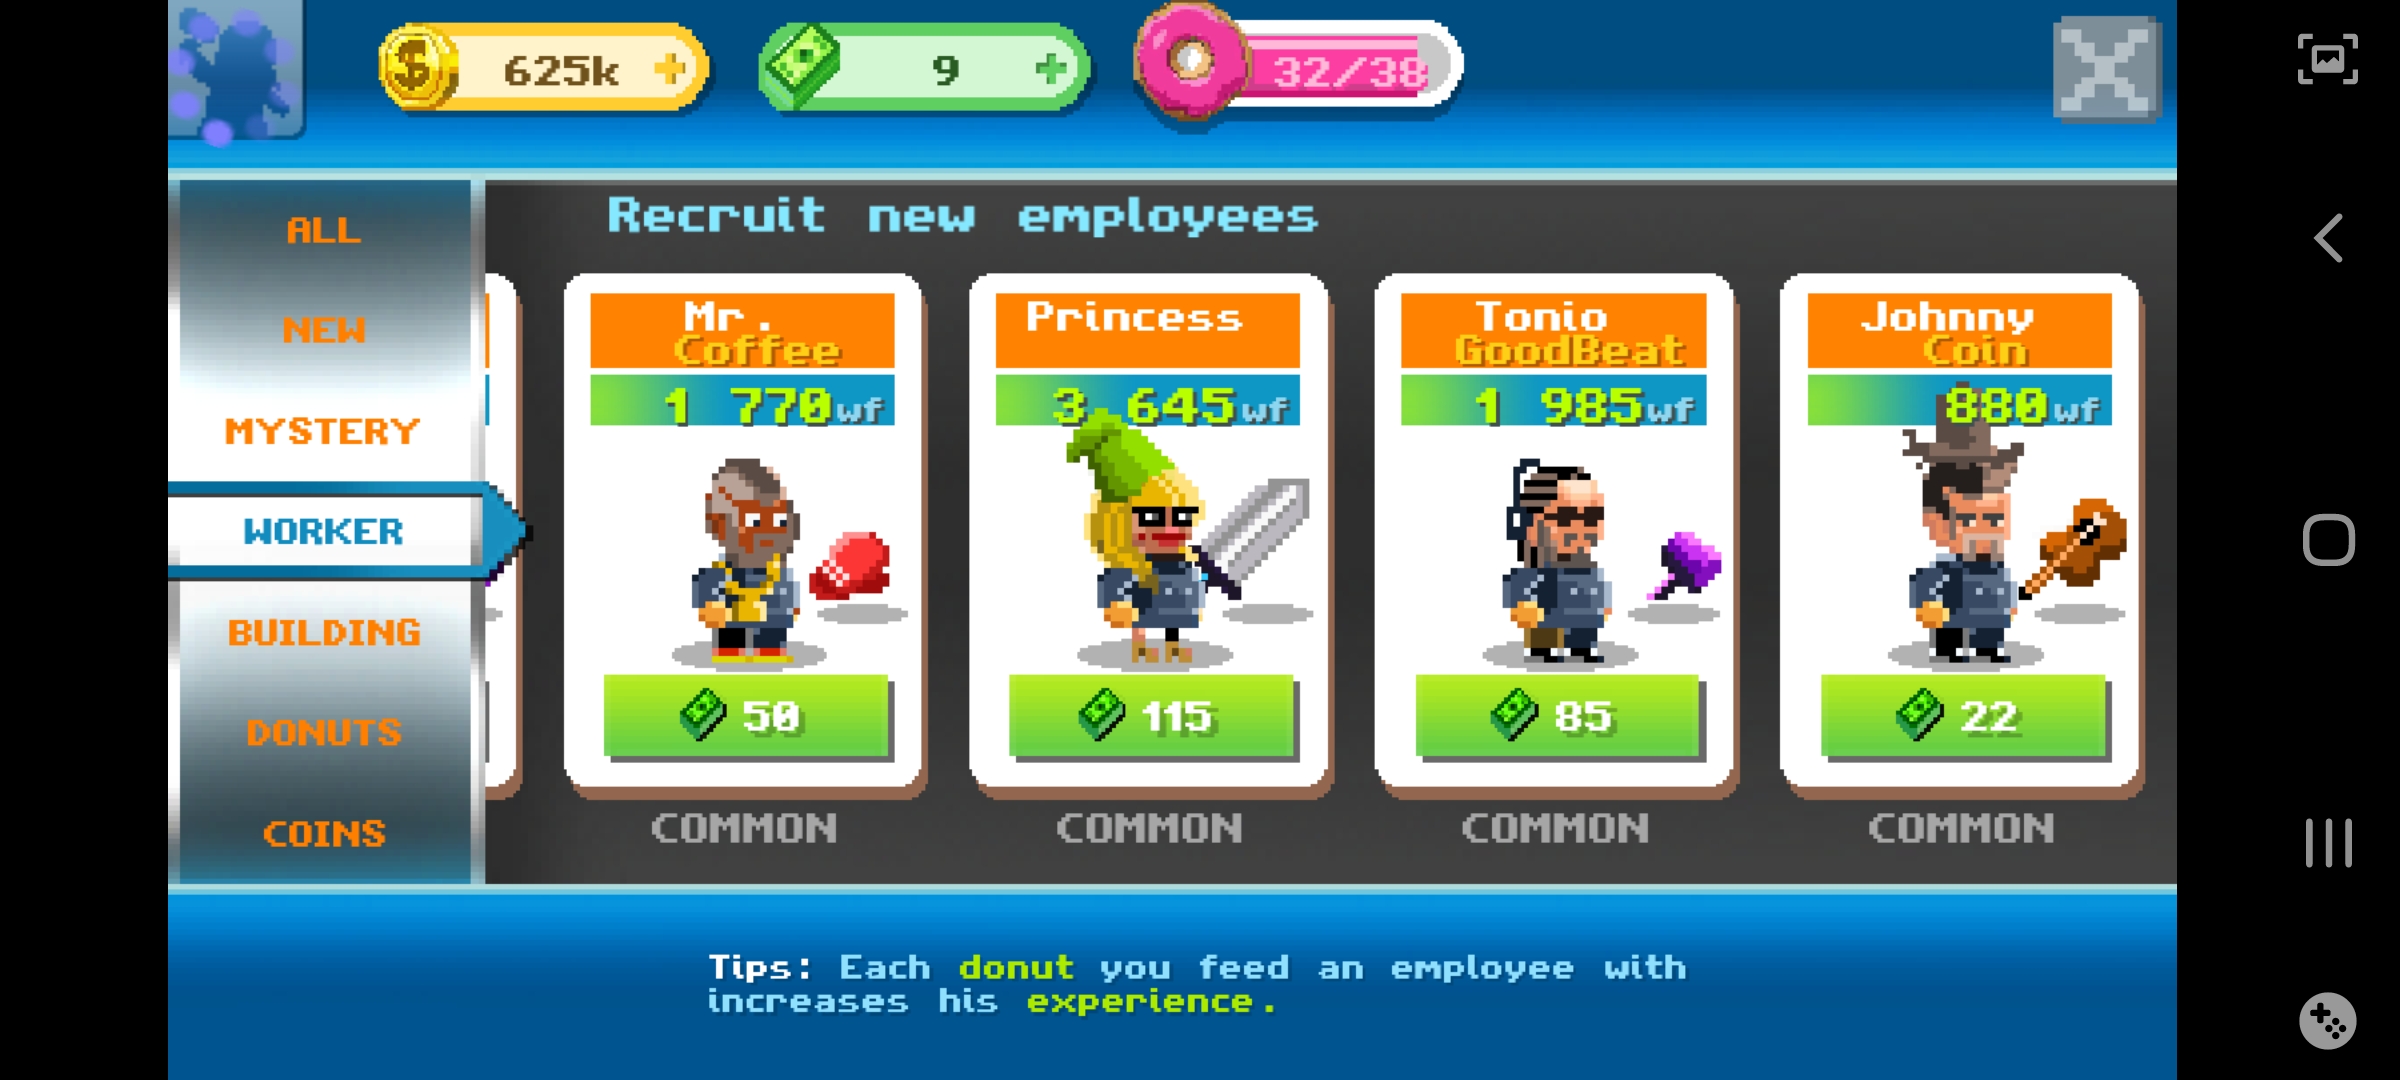 625k
9
32/38
ALL
NEW
MYSTERY
WORKER
BUILDING
DONUTS
COINS
Recruit new employees
Mr.
Coffee
1 770wf
50
COMMON
Princess
3 645wf
115
COMMON
Tonio
GoodBeat
1 985wf
85
COMMON
Johnny
Coin
880wf
22
COMMON
Tips: Each donut you feed an employee with
increases his experience.